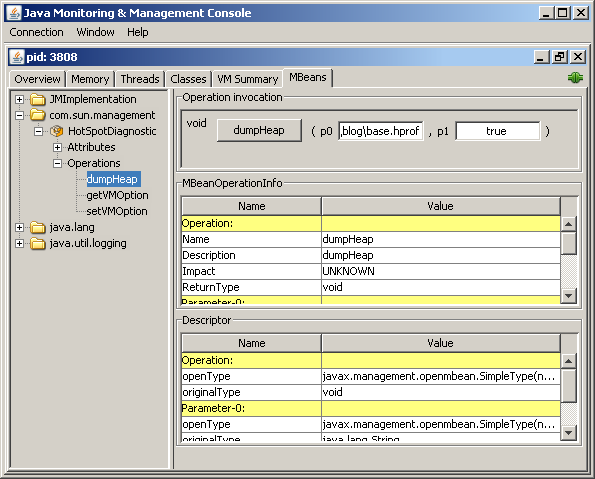 Java Monitoring & Management Console
Connection Window Help
pid: 3808
Overview Memory Threads Classes VM Summary MBeans
JMImplementation
com.sun.management
HotSpotDiagnostic
Attributes
Operations
dumpHeap
getVMOption
setVMOption
java.lang
java.util.logging
Operation invocation
void dumpHeap ( p0 .blog\base.hprof , p1 true )
MBeanOperationInfo
Name Value
Operation:
Name dumpHeap
Description dumpHeap
Impact UNKNOWN
ReturnType void
Parameter-0:
Descriptor
Name Value
Operation:
openType javax.management.openmbean.SimpleType(n...
originalType void
Parameter-0:
openType javax.management.openmbean.SimpleType(n...
originalType java.lang.String